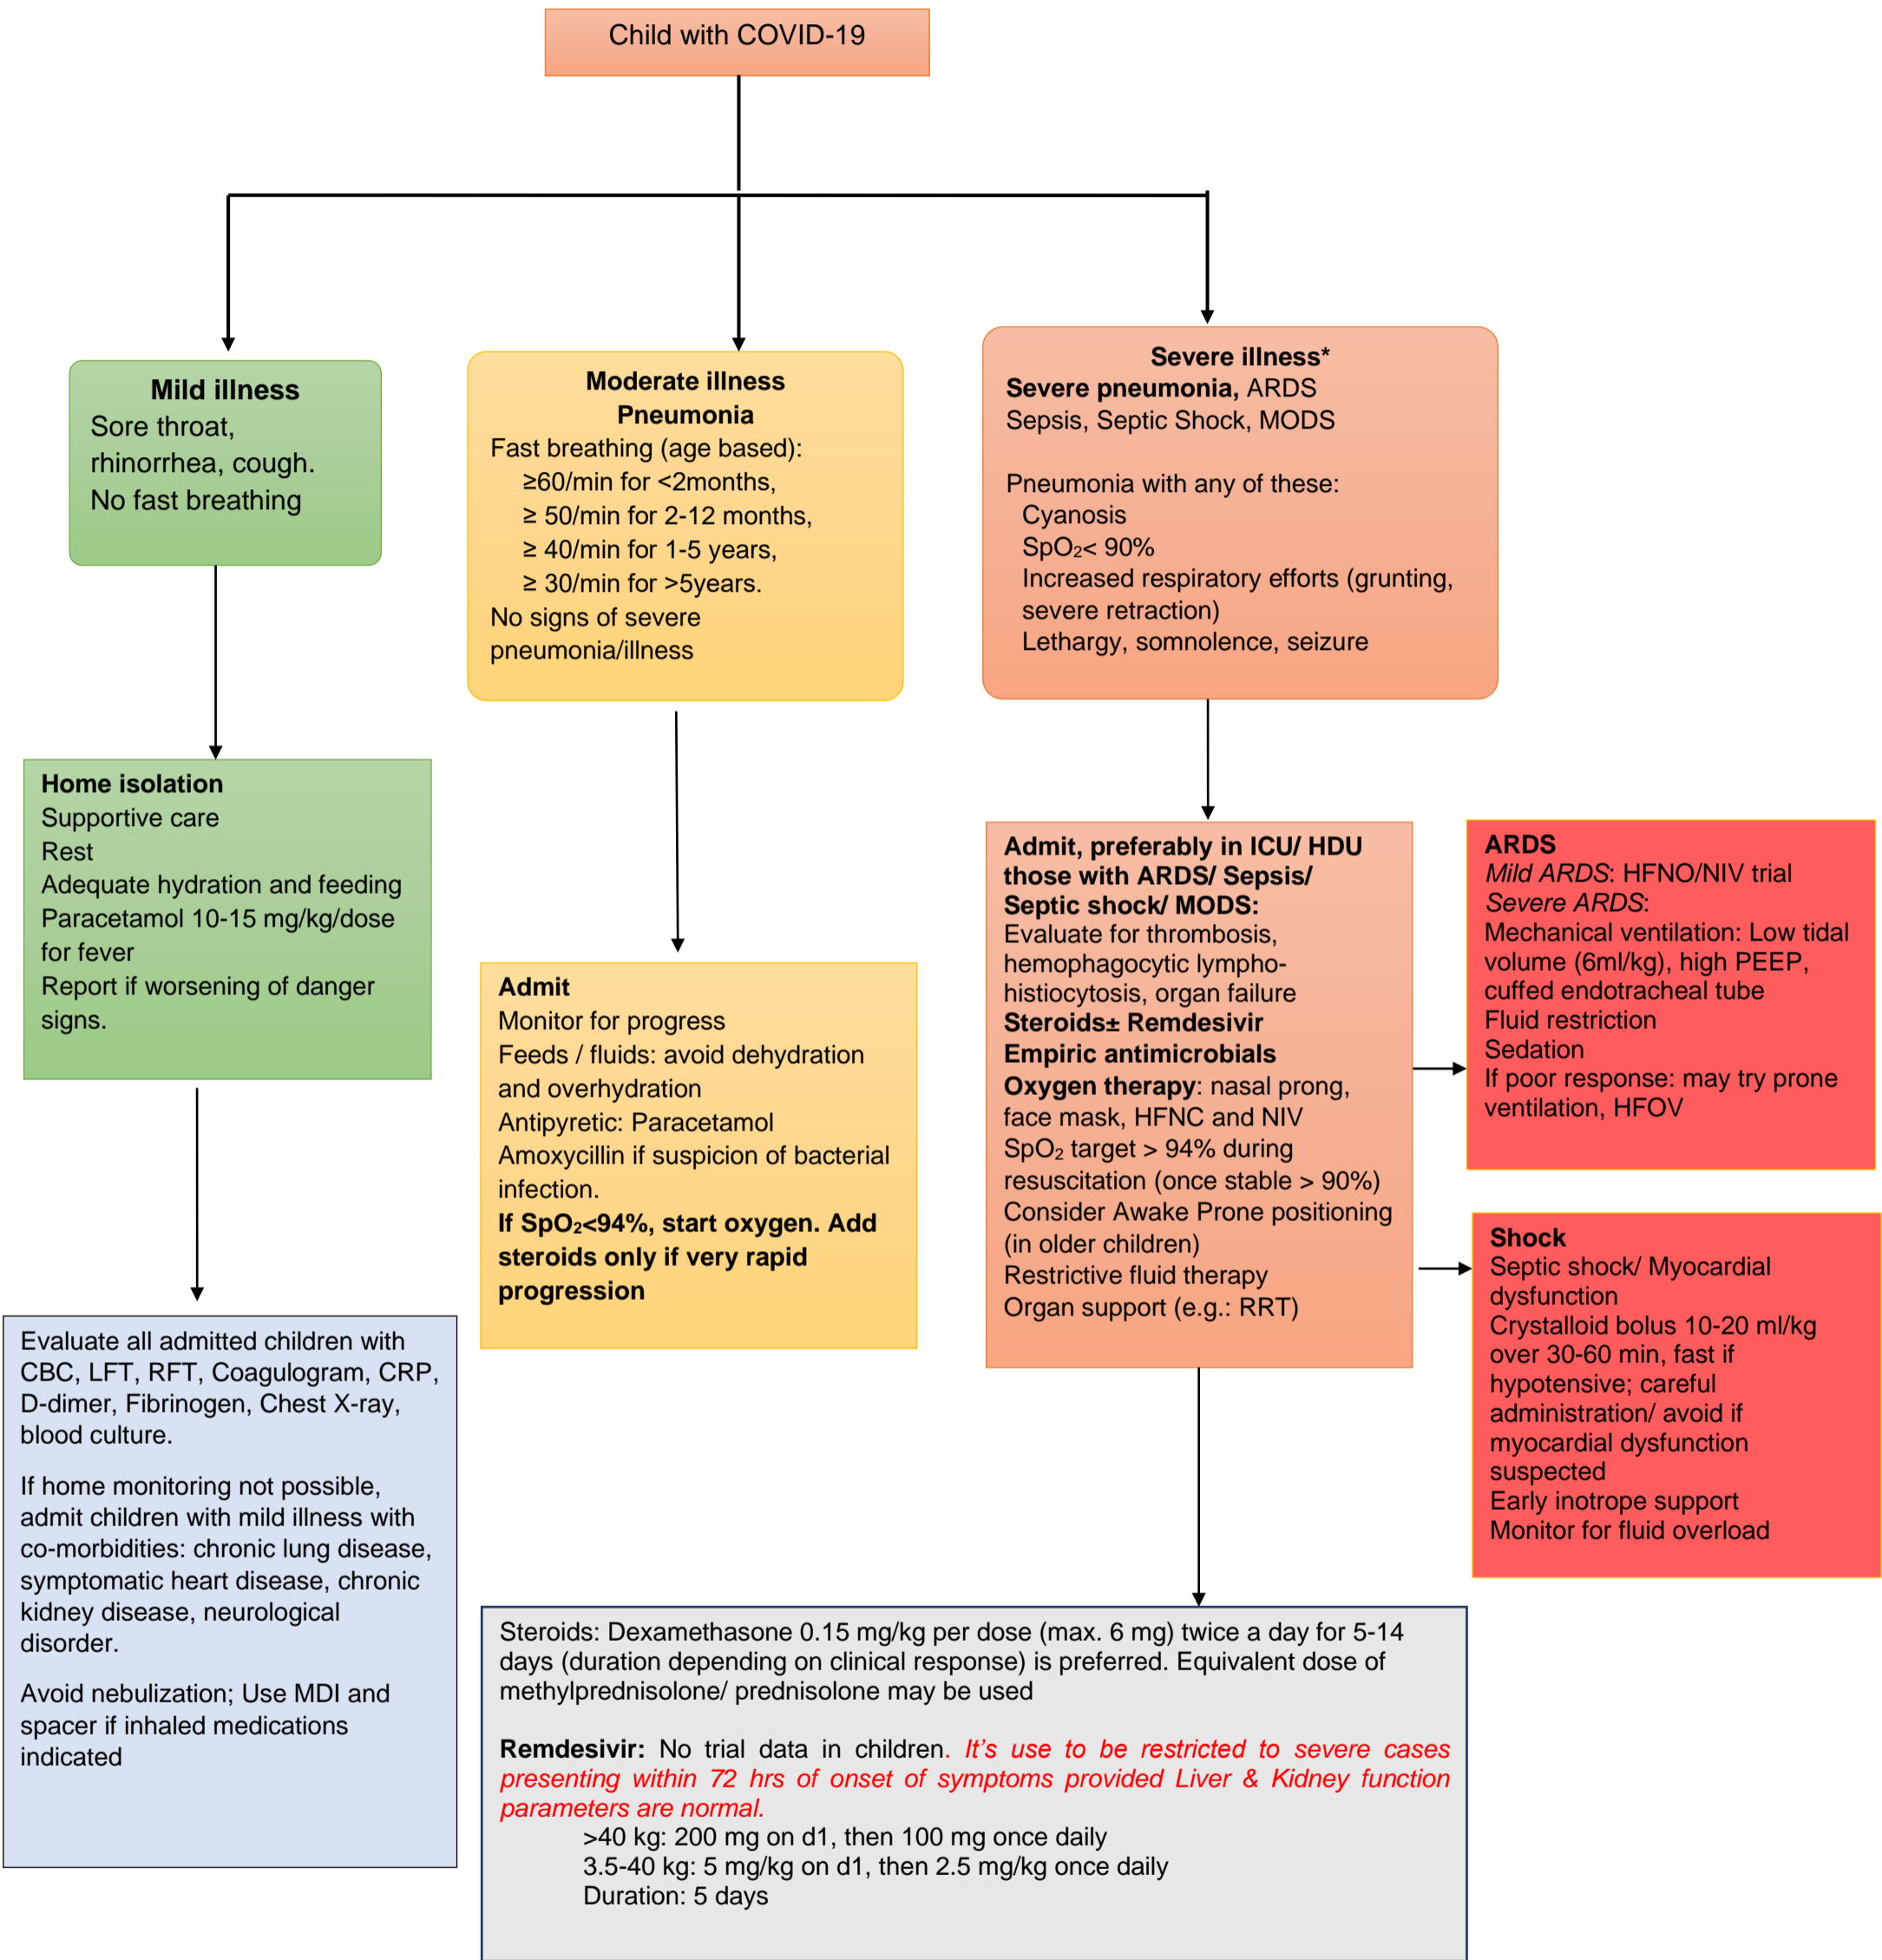 Child with COVID-19
Mild illness
Sore throat,
rhinorrhea, cough.
No fast breathing
Moderate illness
Pneumonia
Fast breathing (age based):
≥60/min for <2months,
≥ 50/min for 2-12 months,
≥ 40/min for 1-5 years,
≥ 30/min for >5years.
No signs of severe
pneumonia/illness
Severe illness*
Severe pneumonia, ARDS
Sepsis, Septic Shock, MODS
Pneumonia with any of these:
Cyanosis
SpO₂< 90%
Increased respiratory efforts (grunting,
severe retraction)
Lethargy, somnolence, seizure
Home isolation
Supportive care
Rest
Adequate hydration and feeding
Paracetamol 10-15 mg/kg/dose
for fever
Report if worsening of danger
signs.
Admit
Monitor for progress
Feeds / fluids: avoid dehydration
and overhydration
Antipyretic: Paracetamol
Amoxycillin if suspicion of bacterial
infection.
If SpO₂<94%, start oxygen. Add
steroids only if very rapid
progression
Admit, preferably in ICU/ HDU
those with ARDS/ Sepsis/
Septic shock/ MODS:
Evaluate for thrombosis,
hemophagocytic lympho-
histiocytosis, organ failure
Steroids± Remdesivir
Empiric antimicrobials
Oxygen therapy: nasal prong,
face mask, HFNC and NIV
SpO₂ target > 94% during
resuscitation (once stable > 90%)
Consider Awake Prone positioning
(in older children)
Restrictive fluid therapy
Organ support (e.g.: RRT)
ARDS
Mild ARDS: HFNO/NIV trial
Severe ARDS:
Mechanical ventilation: Low tidal
volume (6ml/kg), high PEEP,
cuffed endotracheal tube
Fluid restriction
Sedation
If poor response: may try prone
ventilation, HFOV
Shock
Septic shock/ Myocardial
dysfunction
Crystalloid bolus 10-20 ml/kg
over 30-60 min, fast if
hypotensive; careful
administration/ avoid if
myocardial dysfunction
suspected
Early inotrope support
Monitor for fluid overload
Evaluate all admitted children with
CBC, LFT, RFT, Coagulogram, CRP,
D-dimer, Fibrinogen, Chest X-ray,
blood culture.
If home monitoring not possible,
admit children with mild illness with
co-morbidities: chronic lung disease,
symptomatic heart disease, chronic
kidney disease, neurological
disorder.
Avoid nebulization; Use MDI and
spacer if inhaled medications
indicated
Steroids: Dexamethasone 0.15 mg/kg per dose (max. 6 mg) twice a day for 5-14
days (duration depending on clinical response) is preferred. Equivalent dose of
methylprednisolone/ prednisolone may be used
Remdesivir: No trial data in children. It's use to be restricted to severe cases
presenting within 72 hrs of onset of symptoms provided Liver & Kidney function
parameters are normal.
>40 kg: 200 mg on d1, then 100 mg once daily
3.5-40 kg: 5 mg/kg on d1, then 2.5 mg/kg once daily
Duration: 5 days